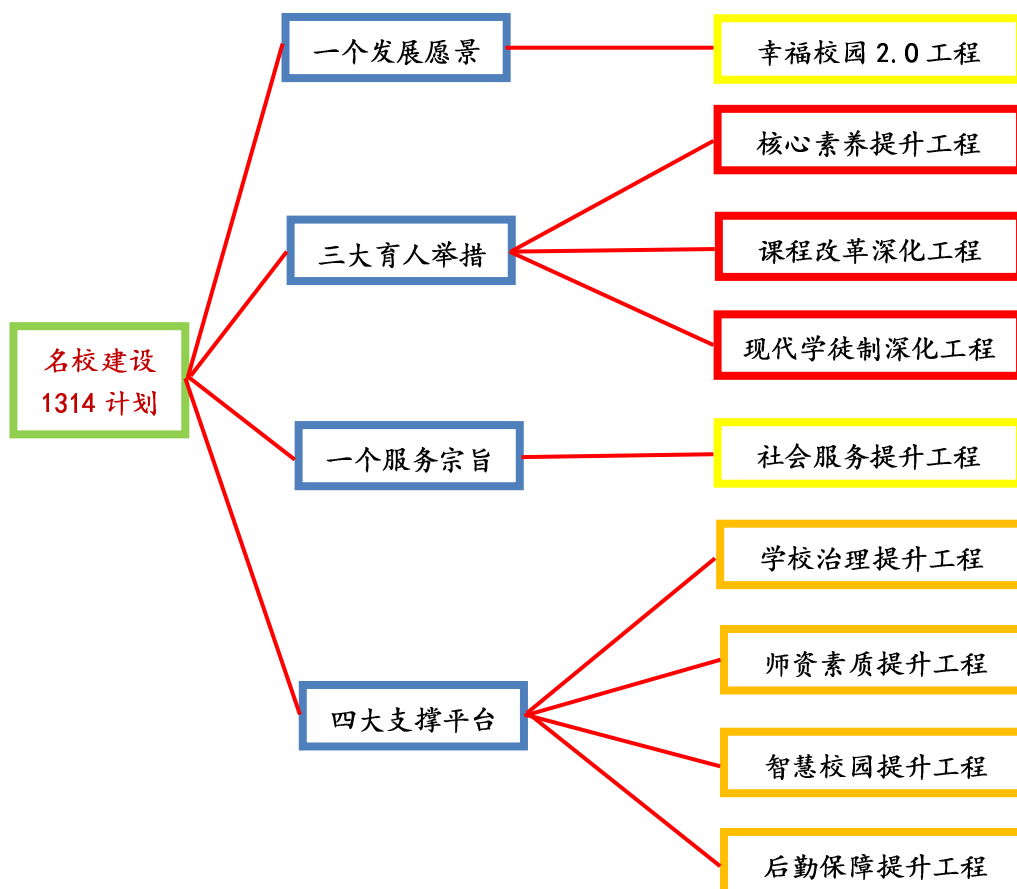 名校建设
1314计划
一个发展愿景
幸福校园2.0工程
三大育人举措
核心素养提升工程
课程改革深化工程
现代学徒制深化工程
一个服务宗旨
社会服务提升工程
四大支撑平台
学校治理提升工程
师资素质提升工程
智慧校园提升工程
后勤保障提升工程